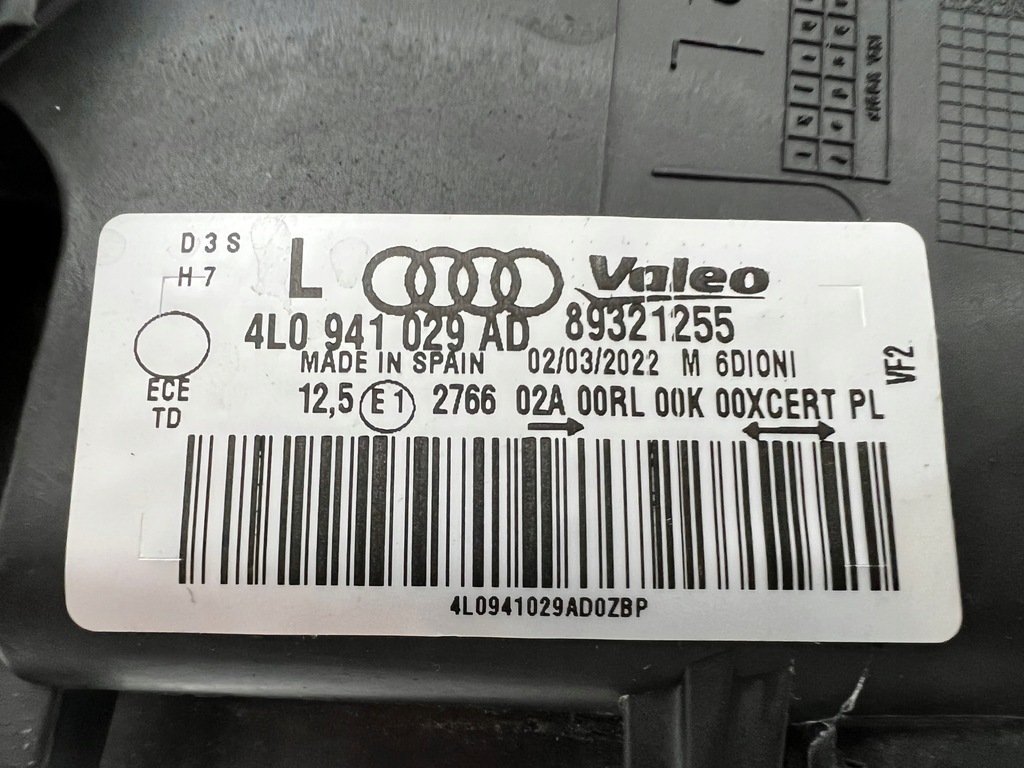 D3S
H7
L
Valeo
4L0 941 029 AD
89321255
MADE IN SPAIN 02/03/2022 M 6DIONI
VF2
ECE
TD
12,5 E1 2766 02A 00RL 00K 00XCERT PL
4L0941029AD0ZBP